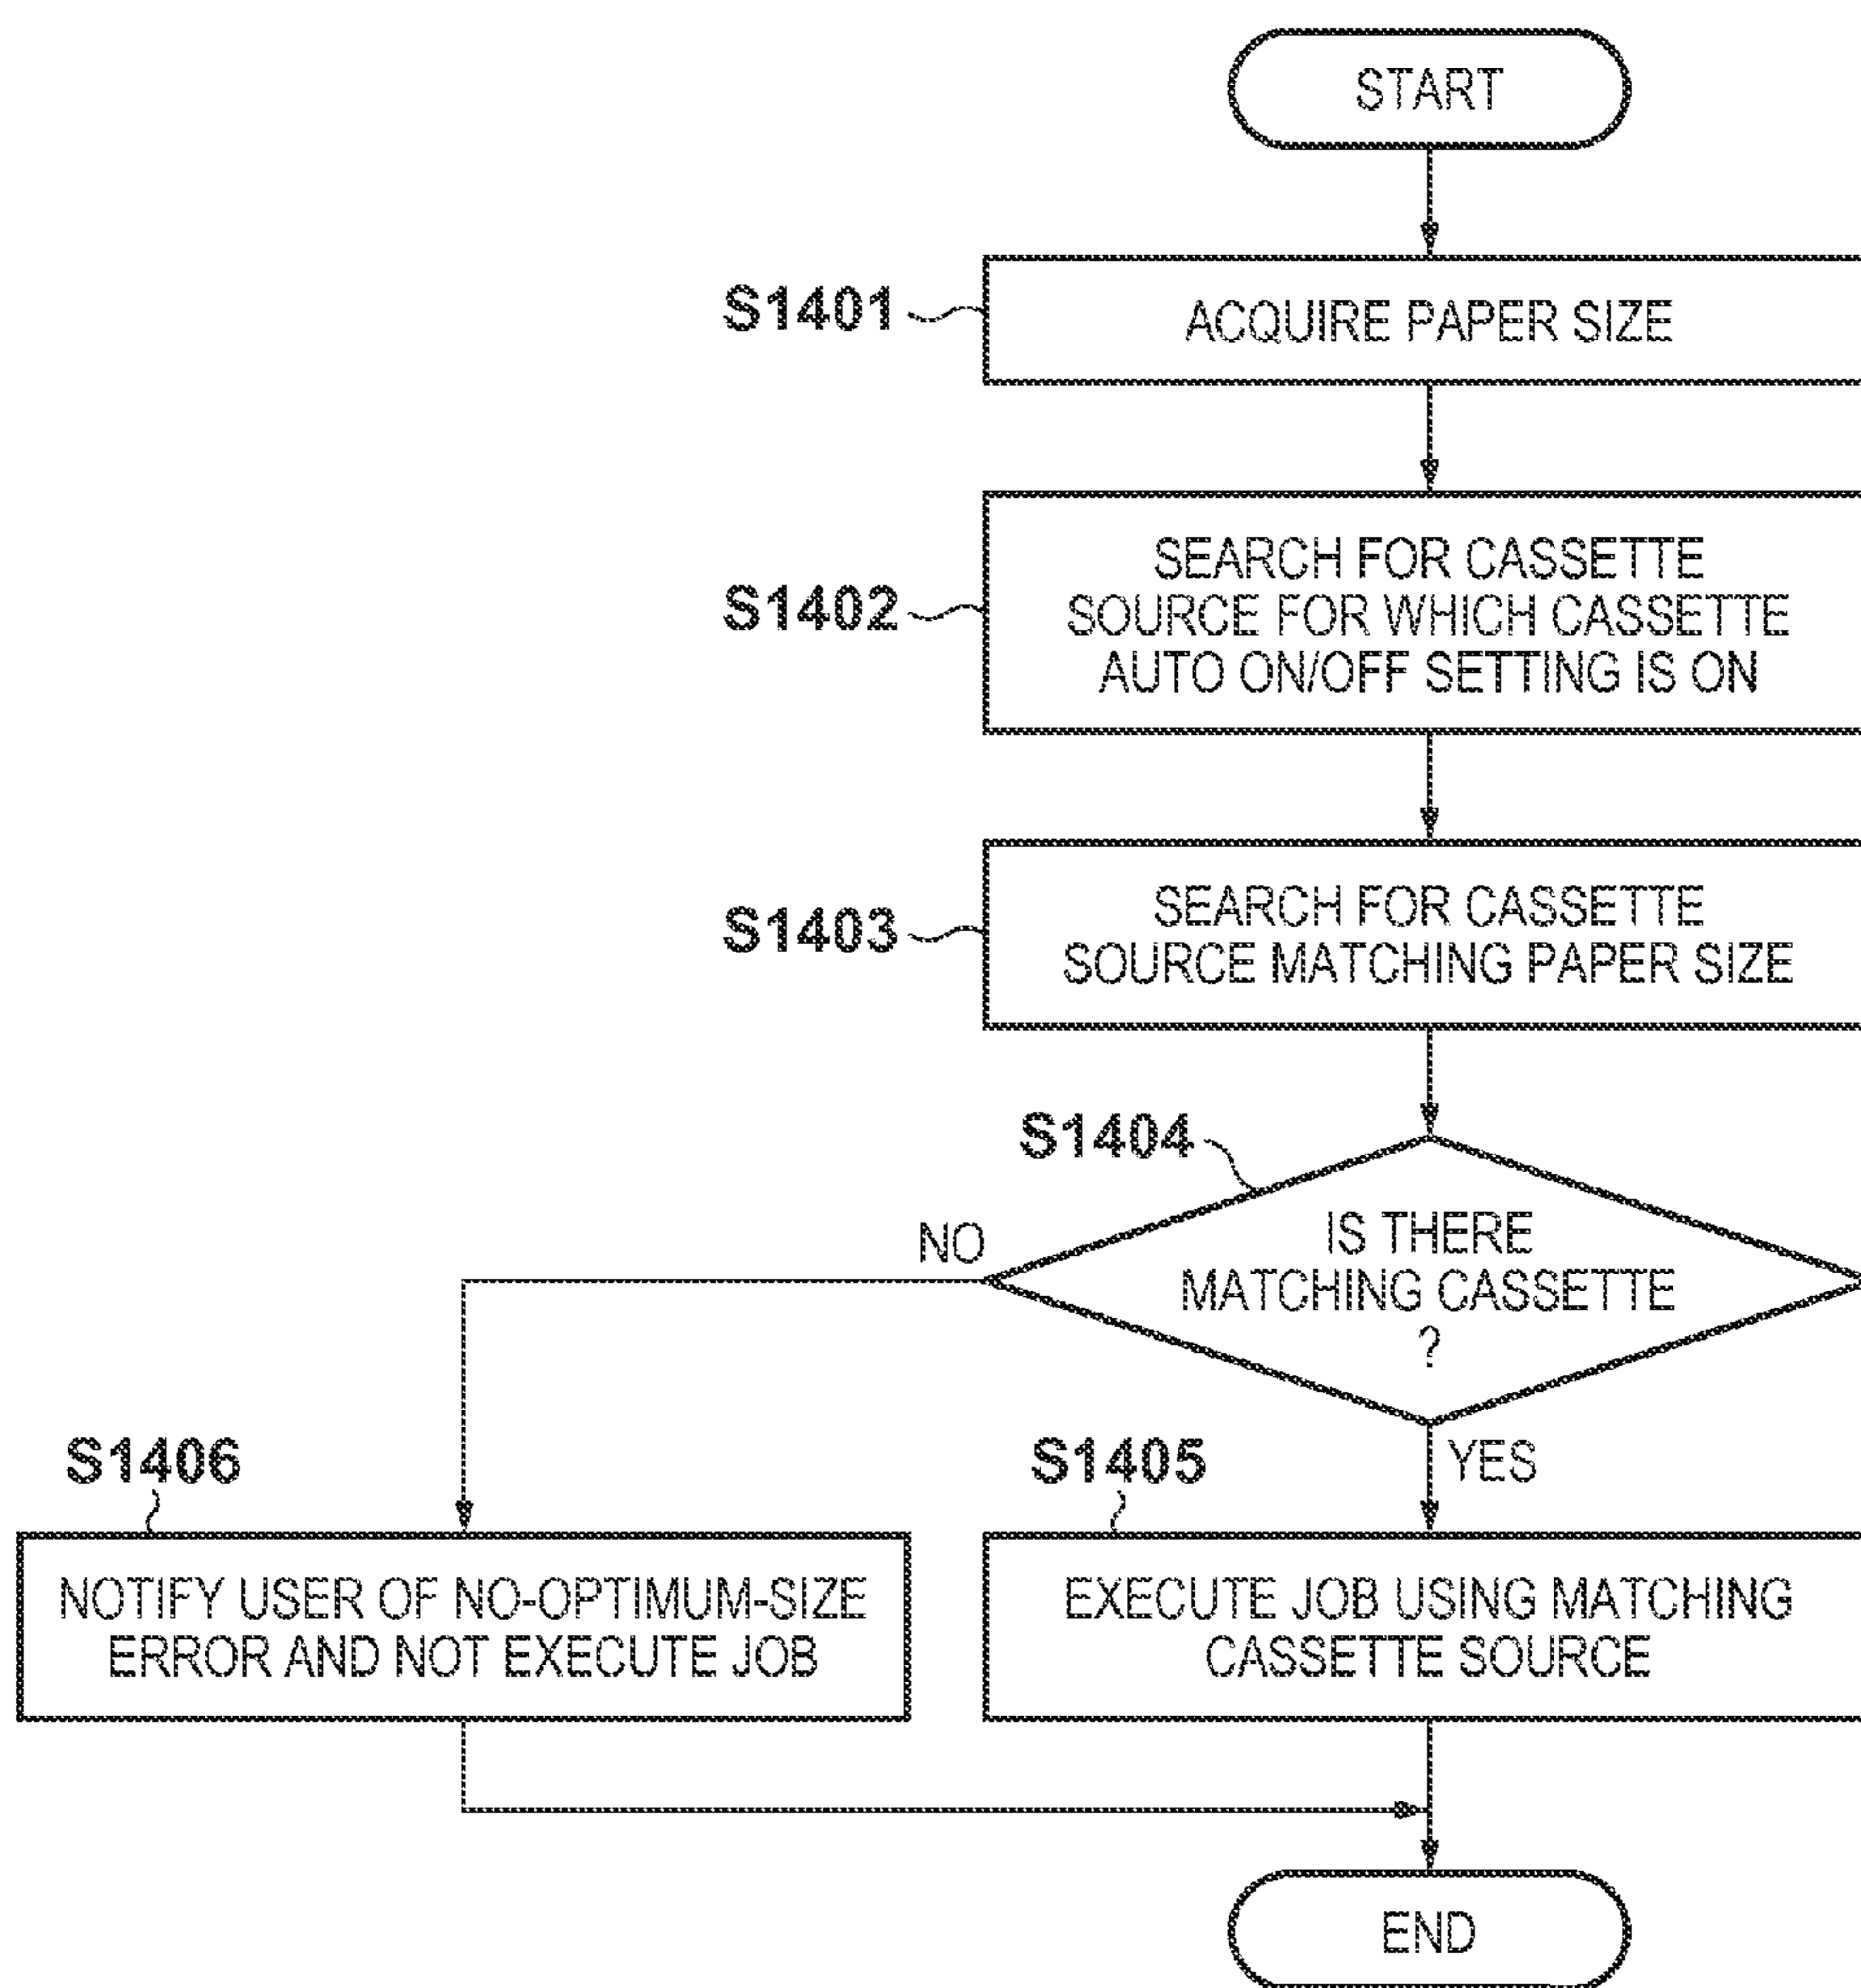 START
S1401
ACQUIRE PAPER SIZE
S1402
SEARCH FOR CASSETTE
SOURCE FOR WHICH CASSETTE
AUTO ON/OFF SETTING IS ON
S1403
SEARCH FOR CASSETTE
SOURCE MATCHING PAPER SIZE
S1404
IS THERE
MATCHING CASSETTE
?
NO
YES
S1406
NOTIFY USER OF NO-OPTIMUM-SIZE
ERROR AND NOT EXECUTE JOB
S1405
EXECUTE JOB USING MATCHING
CASSETTE SOURCE
END